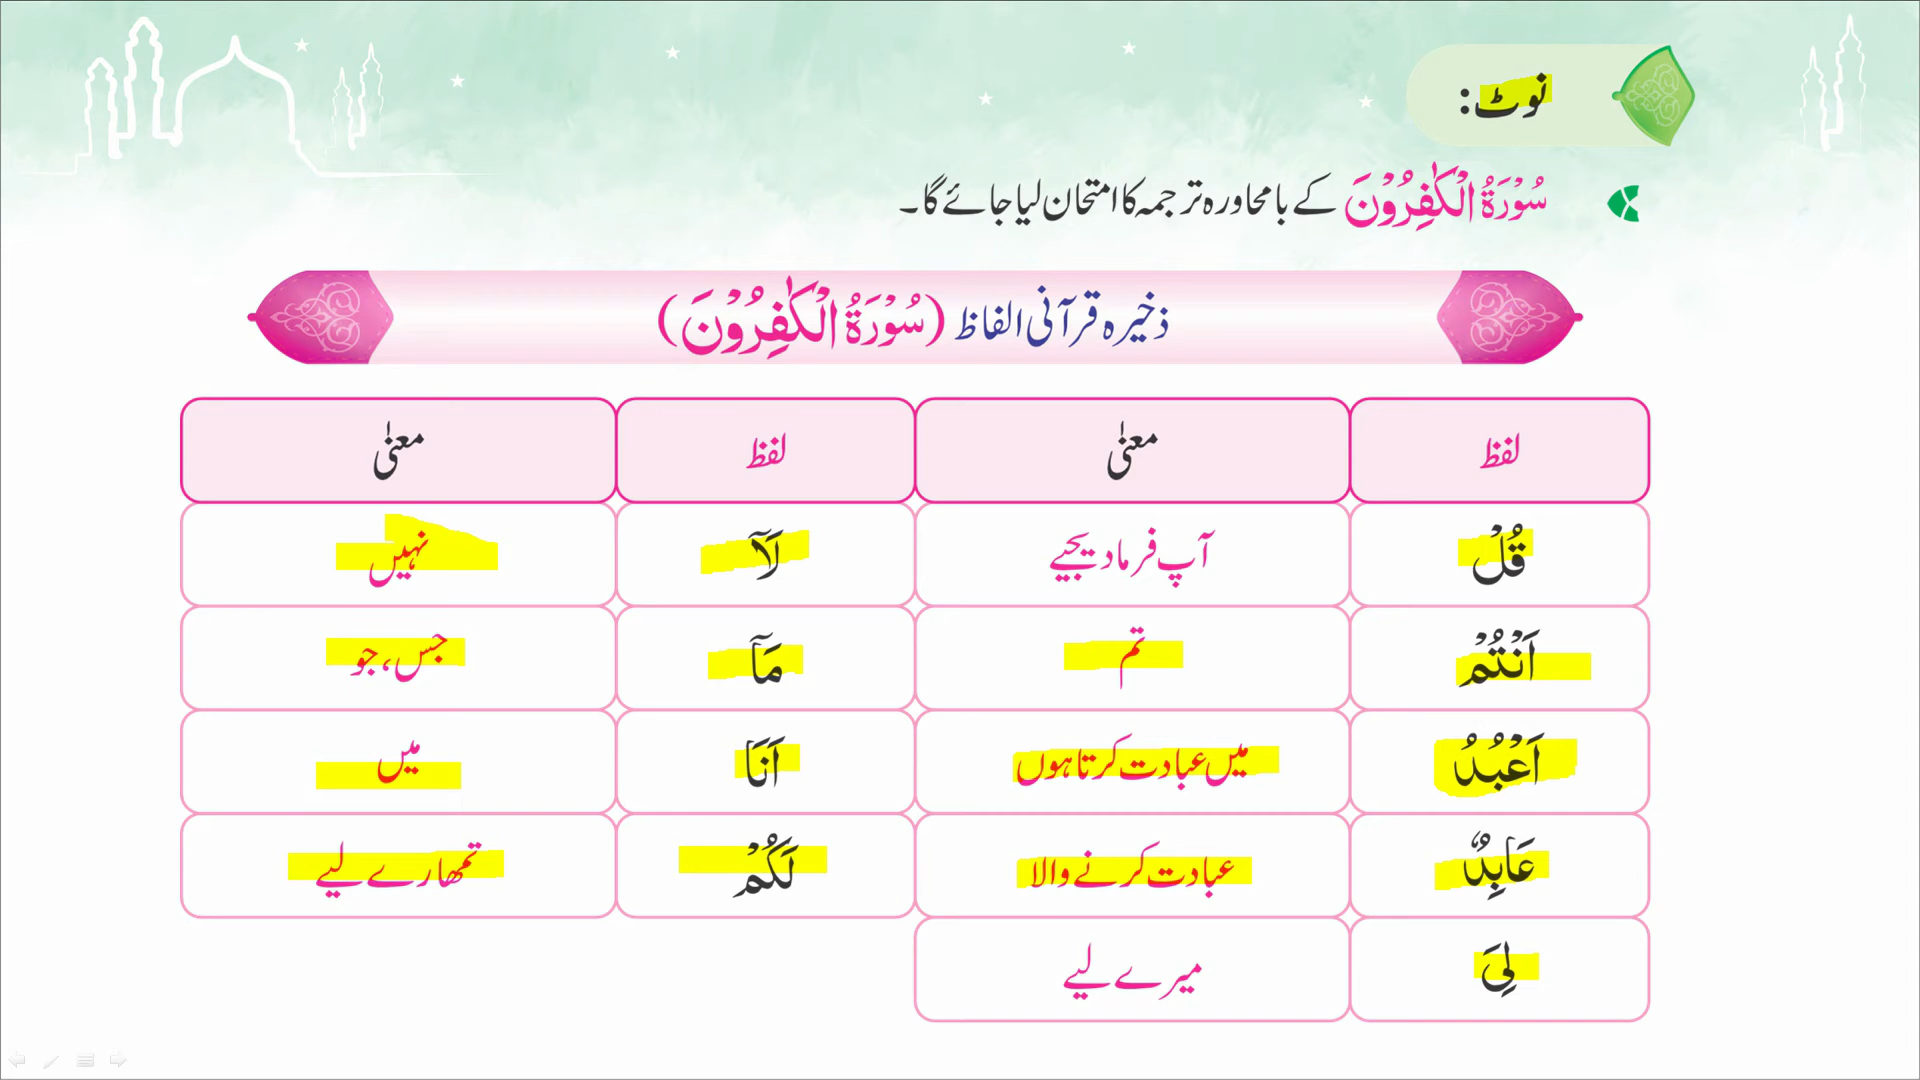 نوٹ:
سُوْرَةُ الْكٰفِرُوْنَ کے بامحاورہ ترجمہ کا امتحان لیا جائے گا۔
ذخیرہ قرآنی الفاظ (سُوْرَةُ الْكٰفِرُوْنَ)
لفظ معنیٰ لفظ معنیٰ
قُلْ آپ فرما دیجیے لَآ نہیں
اَنْتُمْ تم مَآ جس، جو
اَعْبُدُ میں عبادت کرتا ہوں اَنَا میں
عَابِدٌ عبادت کرنے والا لَكُمْ تمھارے لیے
لِىَ میرے لیے